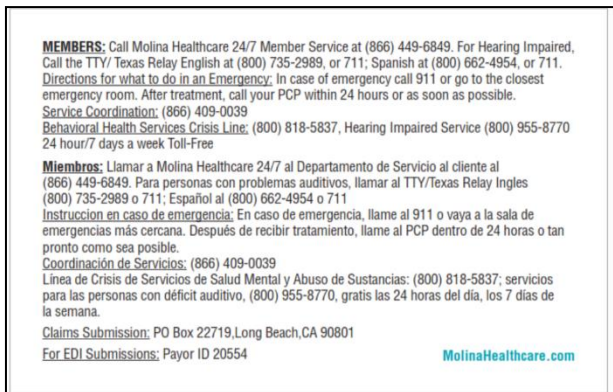 MEMBERS: Call Molina Healthcare 24/7 Member Service at (866) 449-6849. For Hearing Impaired,
Call the TTY/ Texas Relay English at (800) 735-2989, or 711; Spanish at (800) 662-4954, or 711.
Directions for what to do in an Emergency: In case of emergency call 911 or go to the closest
emergency room. After treatment, call your PCP within 24 hours or as soon as possible.
Service Coordination: (866) 409-0039
Behavioral Health Services Crisis Line: (800) 818-5837, Hearing Impaired Service (800) 955-8770
24 hour/7 days a week Toll-Free
Miembros: Llamar a Molina Healthcare 24/7 al Departamento de Servicio al cliente al
(866) 449-6849. Para personas con problemas auditivos, llamar al TTY/Texas Relay Ingles
(800) 735-2989 o 711; Español al (800) 662-4954 o 711
Instruccion en caso de emergencia: En caso de emergencia, llame al 911 o vaya a la sala de
emergencias más cercana. Después de recibir tratamiento, llame al PCP dentro de 24 horas o tan
pronto como sea posible.
Coordinación de Servicios: (866) 409-0039
Línea de Crisis de Servicios de Salud Mental y Abuso de Sustancias: (800) 818-5837; servicios
para las personas con déficit auditivo, (800) 955-8770, gratis las 24 horas del día, los 7 días de
la semana.
Claims Submission: PO Box 22719,Long Beach,CA 90801
For EDI Submissions: Payor ID 20554
MolinaHealthcare.com